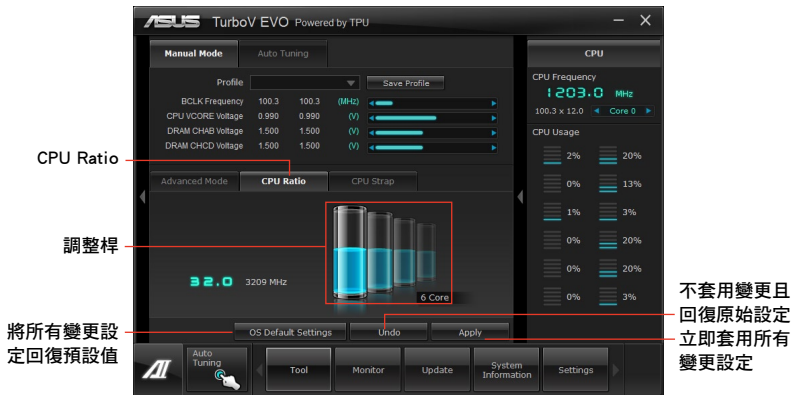 ASUS TurboV EVO Powered by TPU
Manual Mode
Auto Tuning
Profile
Save Profile
BCLK Frequency 100.3 100.3 (MHz)
CPU VCORE Voltage 0.990 0.990 (V)
DRAM CHAB Voltage 1.500 1.500 (V)
DRAM CHCD Voltage 1.500 1.500 (V)
CPU Ratio
Advanced Mode
CPU Ratio
CPU Strap
調整桿
32.0 3209 MHz
6 Core
將所有變更設
定回復預設值
OS Default Settings
Undo
Apply
CPU
CPU Frequency
1203.0 MHz
100.3 x 12.0 Core 0
CPU Usage
2% 20%
0% 13%
1% 3%
0% 20%
0% 20%
0% 3%
不套用變更且
回復原始設定
立即套用所有
變更設定
Auto
Tuning
Tool
Monitor
Update
System
Information
Settings